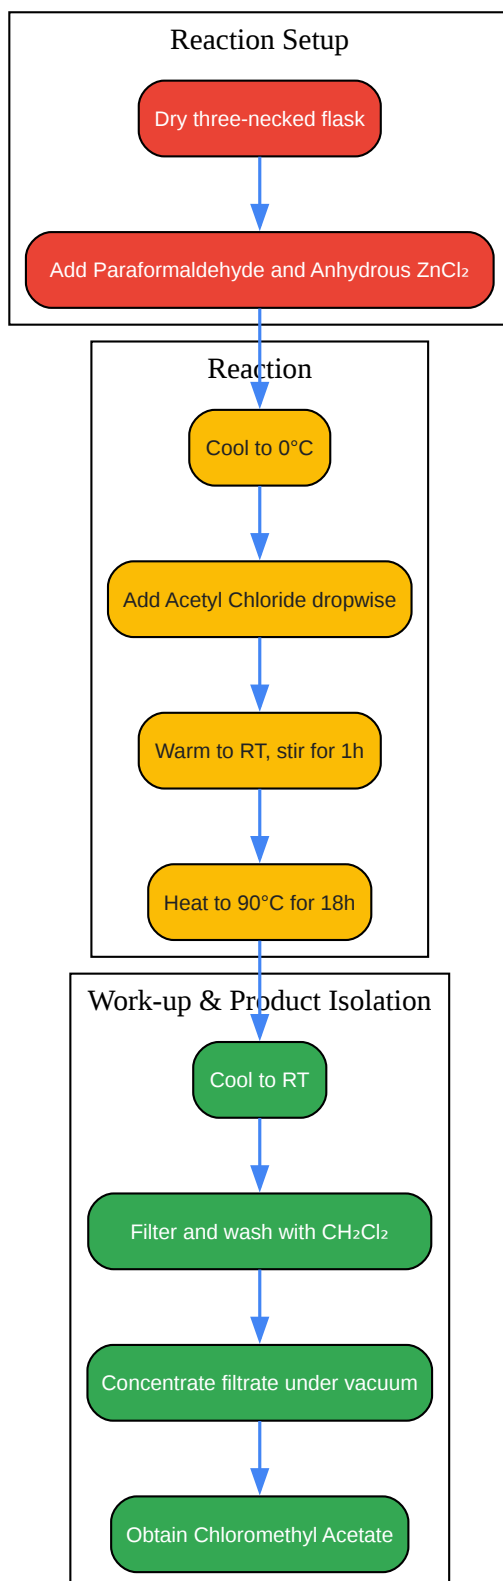 Reaction Setup
Dry three-necked flask
Add Paraformaldehyde and Anhydrous ZnCl₂
Reaction
Cool to 0°C
Add Acetyl Chloride dropwise
Warm to RT, stir for 1h
Heat to 90°C for 18h
Work-up & Product Isolation
Cool to RT
Filter and wash with CH₂Cl₂
Concentrate filtrate under vacuum
Obtain Chloromethyl Acetate